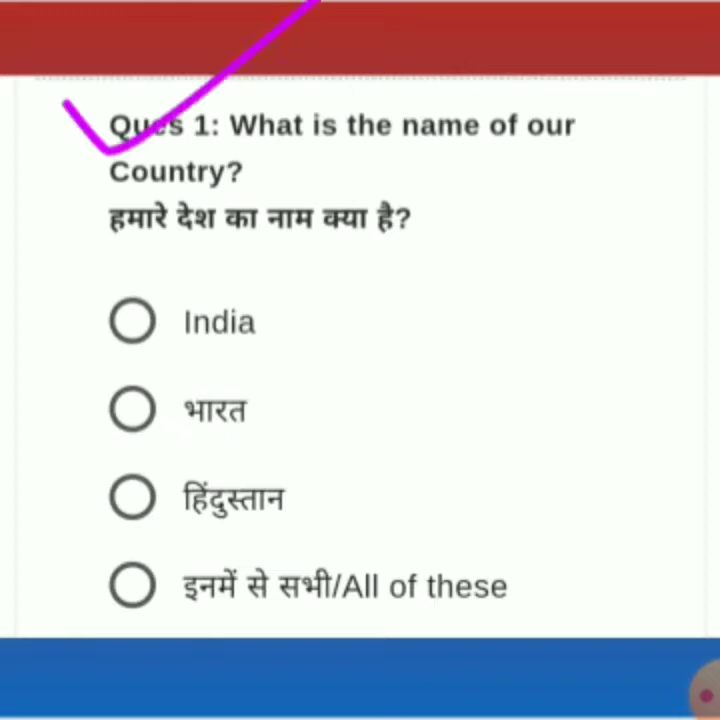 Ques 1: What is the name of our
Country?
हमारे देश का नाम क्या है?
India
भारत
हिंदुस्तान
इनमें से सभी/All of these